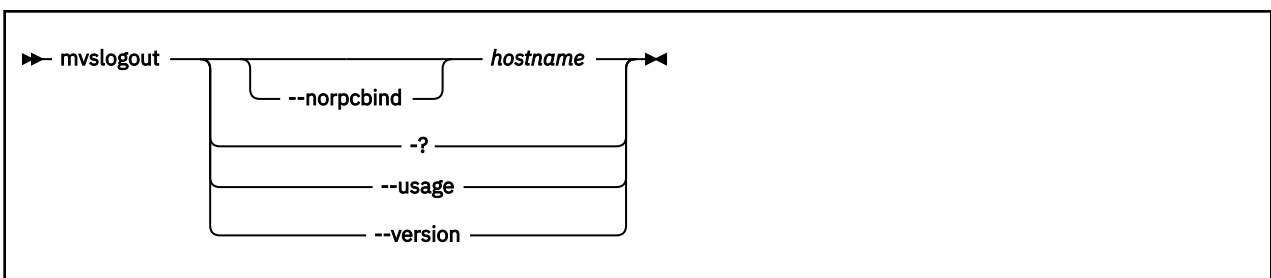 mvslogout hostname
--norpcbind
-?
--usage
--version